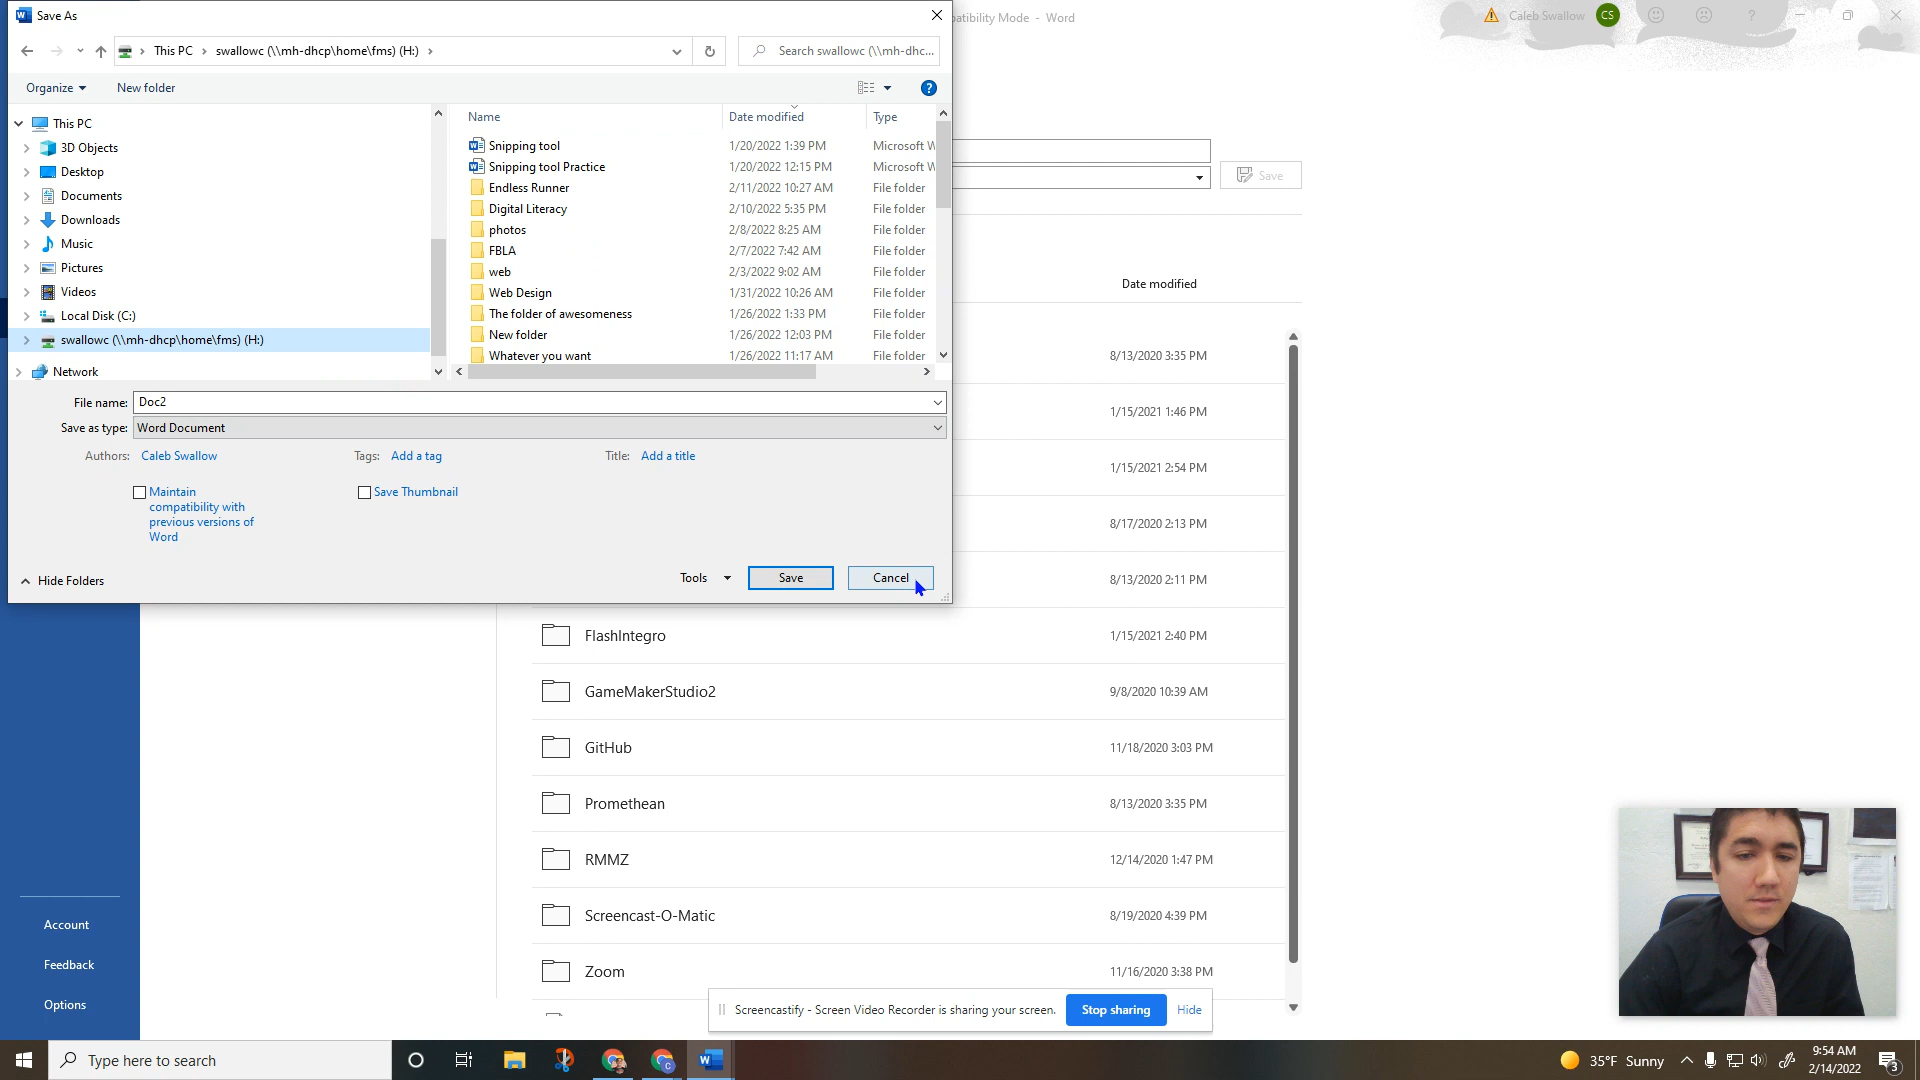 Save As
atibility Mode - Word
Caleb Swallow CS
This PC > swallowc (\\mh-dhcp\home\fms) (H:) >
Search swallowc (\\mh-dhc...
Organize
New folder
This PC
3D Objects
Desktop
Documents
Downloads
Music
Pictures
Videos
Local Disk (C:)
swallowc (\\mh-dhcp\home\fms) (H:)
Network
Name Date modified Type
Snipping tool 1/20/2022 1:39 PM Microsoft W
Snipping tool Practice 1/20/2022 12:15 PM Microsoft W
Endless Runner 2/11/2022 10:27 AM File folder
Digital Literacy 2/10/2022 5:35 PM File folder
photos 2/8/2022 8:25 AM File folder
FBLA 2/7/2022 7:42 AM File folder
web 2/3/2022 9:02 AM File folder
Web Design 1/31/2022 10:26 AM File folder
The folder of awesomeness 1/26/2022 1:33 PM File folder
New folder 1/26/2022 12:03 PM File folder
Whatever you want 1/26/2022 11:17 AM File folder
File name: Doc2
Save as type: Word Document
Authors: Caleb Swallow Tags: Add a tag Title: Add a title
Maintain
compatibility with
previous versions of
Word
Save Thumbnail
Hide Folders
Tools
Save
Cancel
Save
Date modified
8/13/2020 3:35 PM
1/15/2021 1:46 PM
1/15/2021 2:54 PM
8/17/2020 2:13 PM
8/13/2020 2:11 PM
FlashIntegro 1/15/2021 2:40 PM
GameMakerStudio2 9/8/2020 10:39 AM
GitHub 11/18/2020 3:03 PM
Promethean 8/13/2020 3:35 PM
RMMZ 12/14/2020 1:47 PM
Screencast-O-Matic 8/19/2020 4:39 PM
Zoom 11/16/2020 3:38 PM
Account
Feedback
Options
Screencastify - Screen Video Recorder is sharing your screen. Stop sharing Hide
Type here to search
35°F Sunny
9:54 AM
2/14/2022
3